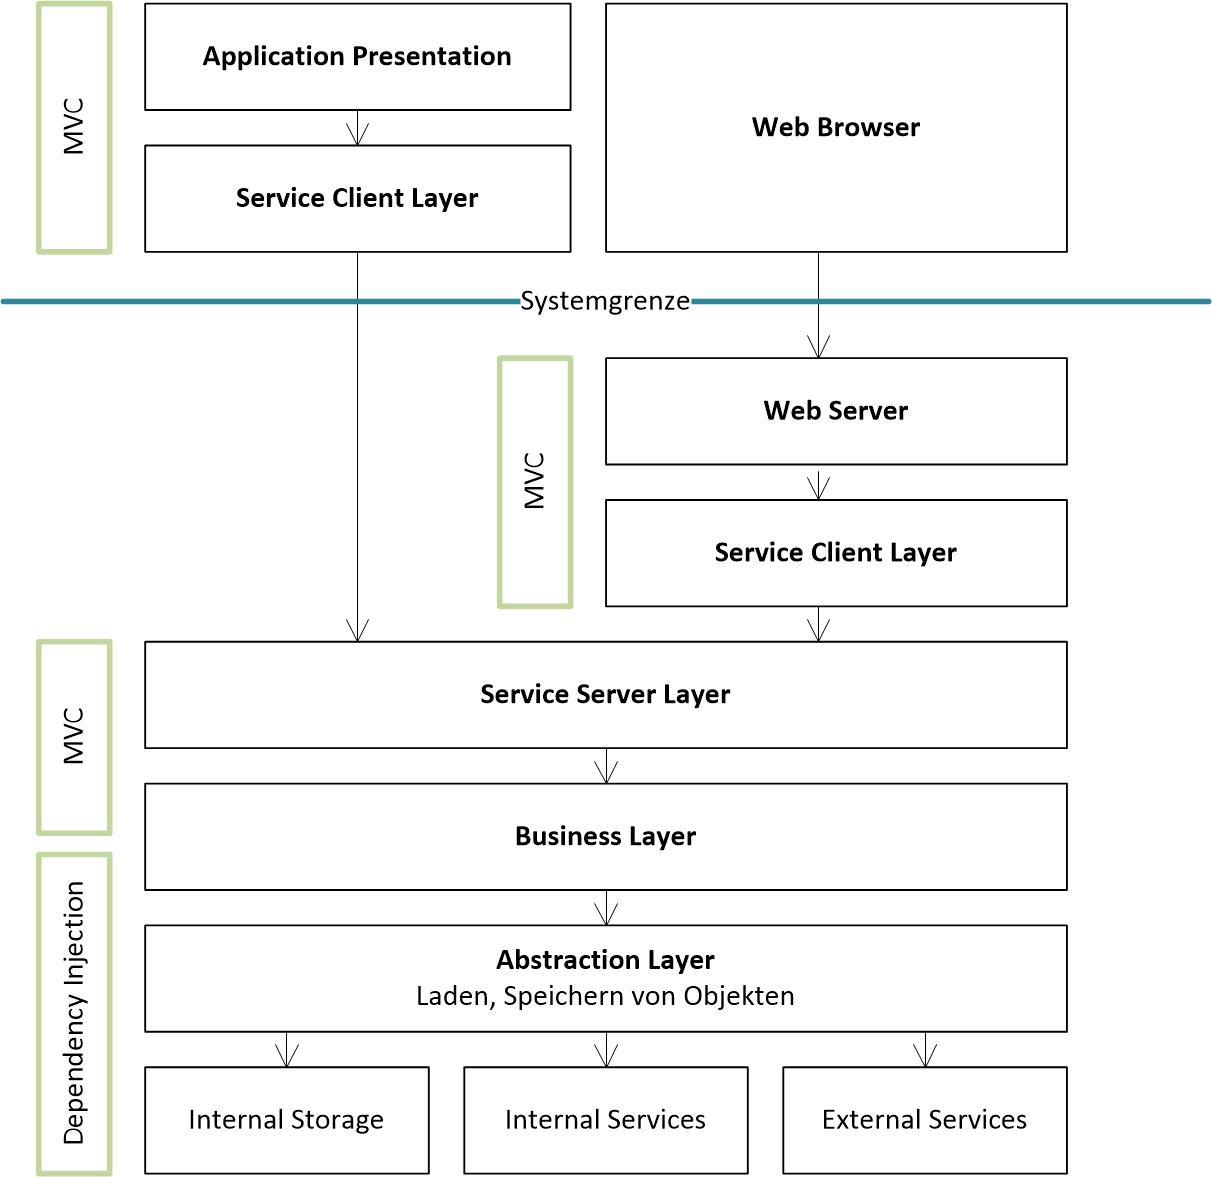 MVC
Application Presentation
Web Browser
Service Client Layer
Systemgrenze
MVC
Web Server
Service Client Layer
MVC
Service Server Layer
Business Layer
Dependency Injection
Abstraction Layer
Laden, Speichern von Objekten
Internal Storage
Internal Services
External Services